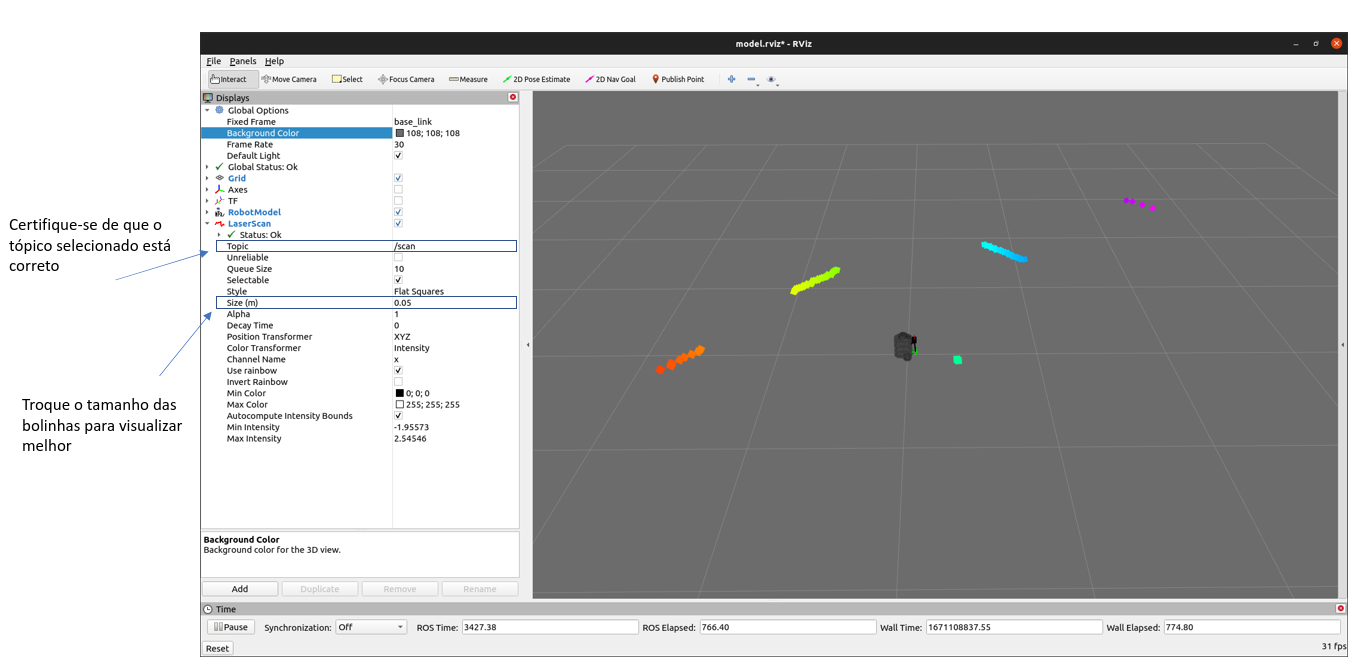 model.rviz* - RViz
File Panels Help
Interact Move Camera Select Focus Camera Measure 2D Pose Estimate 2D Nav Goal Publish Point
Displays
Global Options
Fixed Frame base_link
Background Color 108; 108; 108
Frame Rate 30
Default Light
Global Status: Ok
Grid
Axes
TF
RobotModel
LaserScan
Status: Ok
Topic /scan
Unreliable
Queue Size 10
Selectable
Style Flat Squares
Size (m) 0.05
Alpha 1
Decay Time 0
Position Transformer XYZ
Color Transformer Intensity
Channel Name x
Use rainbow
Invert Rainbow
Min Color 0; 0; 0
Max Color 255; 255; 255
Autocompute Intensity Bounds
Min Intensity -1.95573
Max Intensity 2.54546
Certifique-se de que o
tópico selecionado está
correto
Troque o tamanho das
bolinhas para visualizar
melhor
Background Color
Background color for the 3D view.
Add Duplicate Remove Rename
Time
Pause Synchronization: Off ROS Time: 3427.38 ROS Elapsed: 766.40 Wall Time: 1671108837.55 Wall Elapsed: 774.80
Reset 31 fps